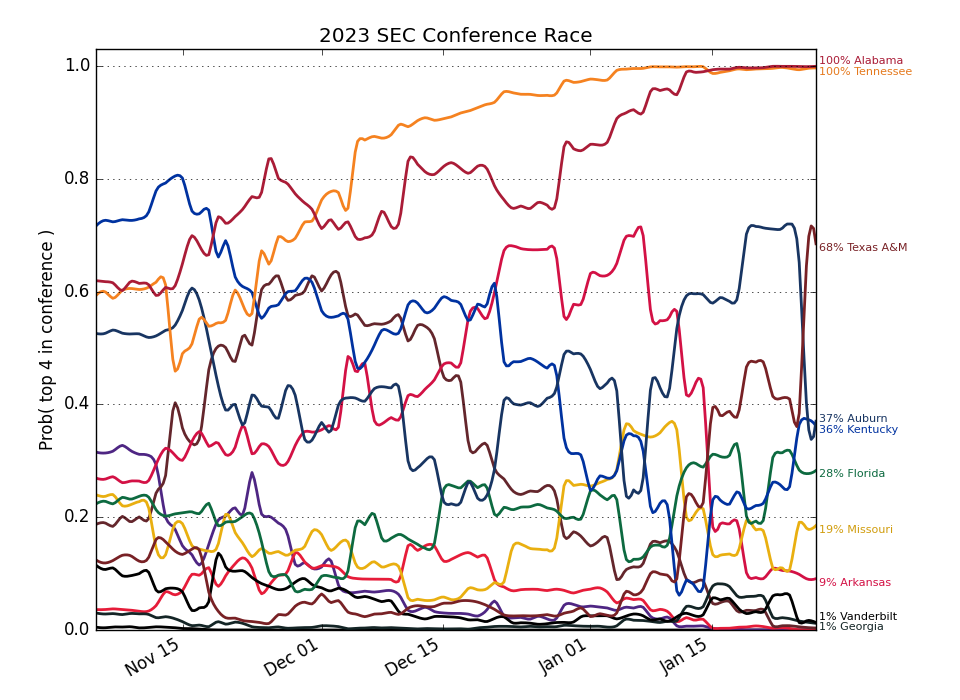 2023 SEC Conference Race
Prob( top 4 in conference )
1.0
0.8
0.6
0.4
0.2
0.0
Nov 15
Dec 01
Dec 15
Jan 01
Jan 15
100% Alabama
100% Tennessee
68% Texas A&M
37% Auburn
36% Kentucky
28% Florida
19% Missouri
9% Arkansas
1% Vanderbilt
1% Georgia